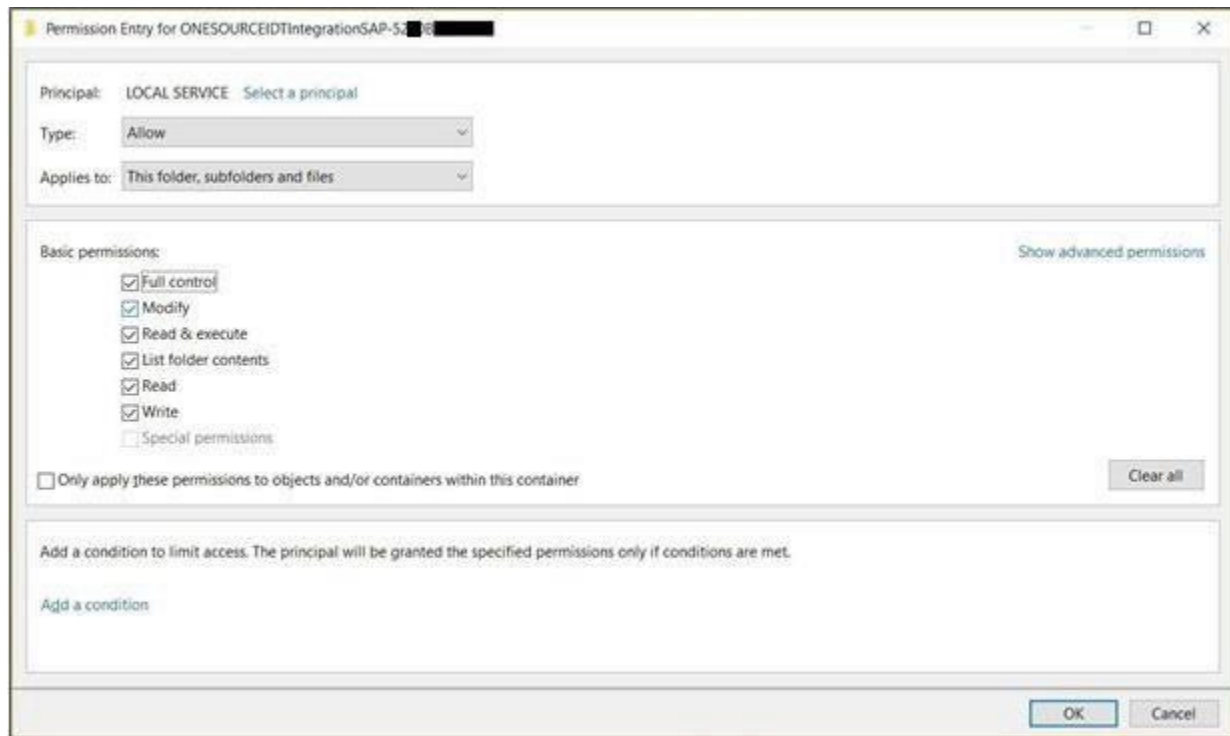 Permission Entry for ONESOURCEIDTIntegrationSAP-52
Principal: LOCAL SERVICE Select a principal
Type: Allow
Applies to: This folder, subfolders and files
Basic permissions: Show advanced permissions
Full control
Modify
Read & execute
List folder contents
Read
Write
Special permissions
Only apply these permissions to objects and/or containers within this container Clear all
Add a condition to limit access. The principal will be granted the specified permissions only if conditions are met.
Add a condition
OK Cancel